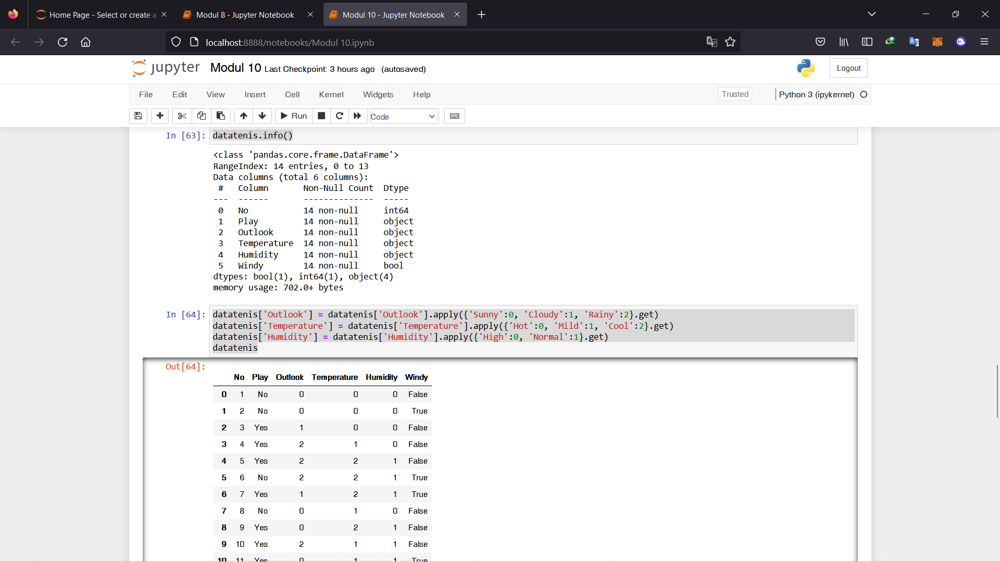 Home Page - Select or create a
Modul 8 - Jupyter Notebook
Modul 10 - Jupyter Notebook
localhost:8888/notebooks/Modul 10.ipynb
jupyter Modul 10 Last Checkpoint: 3 hours ago (autosaved)
Logout
File Edit View Insert Cell Kernel Widgets Help
Trusted
Python 3 (ipykernel)
Run
Code
In [63]: datatenis.info()
<class 'pandas.core.frame.DataFrame'>
RangeIndex: 14 entries, 0 to 13
Data columns (total 6 columns):
# Column Non-Null Count Dtype
--- ------ -------------- -----
0 No 14 non-null int64
1 Play 14 non-null object
2 Outlook 14 non-null object
3 Temperature 14 non-null object
4 Humidity 14 non-null object
5 Windy 14 non-null bool
dtypes: bool(1), int64(1), object(4)
memory usage: 702.0+ bytes
In [64]: datatenis['Outlook'] = datatenis['Outlook'].apply({'Sunny':0, 'Cloudy':1, 'Rainy':2}.get)
datatenis['Temperature'] = datatenis['Temperature'].apply({'Hot':0, 'Mild':1, 'Cool':2}.get)
datatenis['Humidity'] = datatenis['Humidity'].apply({'High':0, 'Normal':1}.get)
datatenis
Out[64]:
No Play Outlook Temperature Humidity Windy
0 1 No 0 0 0 False
1 2 No 0 0 0 True
2 3 Yes 1 0 0 False
3 4 Yes 2 1 0 False
4 5 Yes 2 2 1 False
5 6 No 2 2 1 True
6 7 Yes 1 2 1 True
7 8 No 0 1 0 False
8 9 Yes 0 2 1 False
9 10 Yes 2 1 1 False
10 11 Yes 0 1 1 True